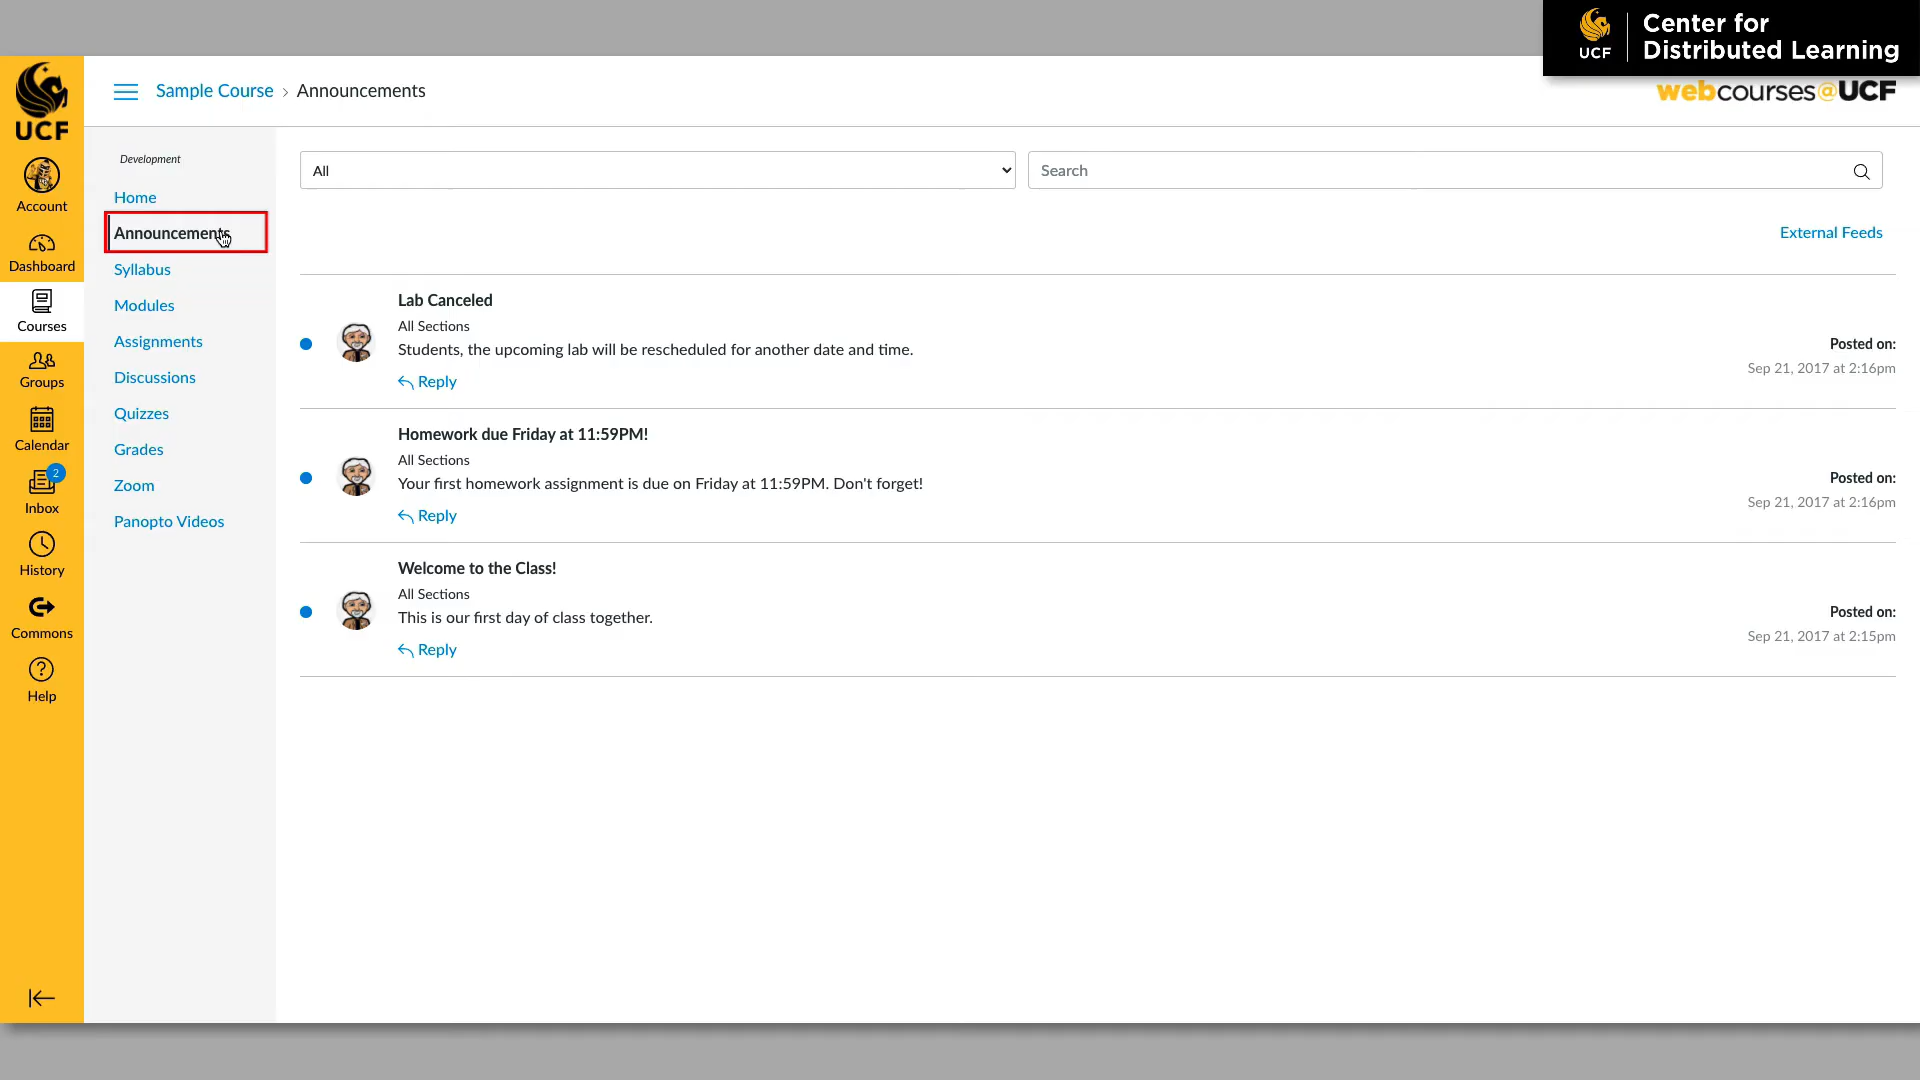 UCF
Center for
Distributed Learning
UCF
Sample Course › Announcements
webcourses@UCF
Account
Dashboard
Courses
Groups
Calendar
2
Inbox
History
Commons
Help
Development
Home
Announcements
Syllabus
Modules
Assignments
Discussions
Quizzes
Grades
Zoom
Panopto Videos
All
Search
External Feeds
Lab Canceled
All Sections
Students, the upcoming lab will be rescheduled for another date and time.
Reply
Posted on:
Sep 21, 2017 at 2:16pm
Homework due Friday at 11:59PM!
All Sections
Your first homework assignment is due on Friday at 11:59PM. Don't forget!
Reply
Posted on:
Sep 21, 2017 at 2:16pm
Welcome to the Class!
All Sections
This is our first day of class together.
Reply
Posted on:
Sep 21, 2017 at 2:15pm